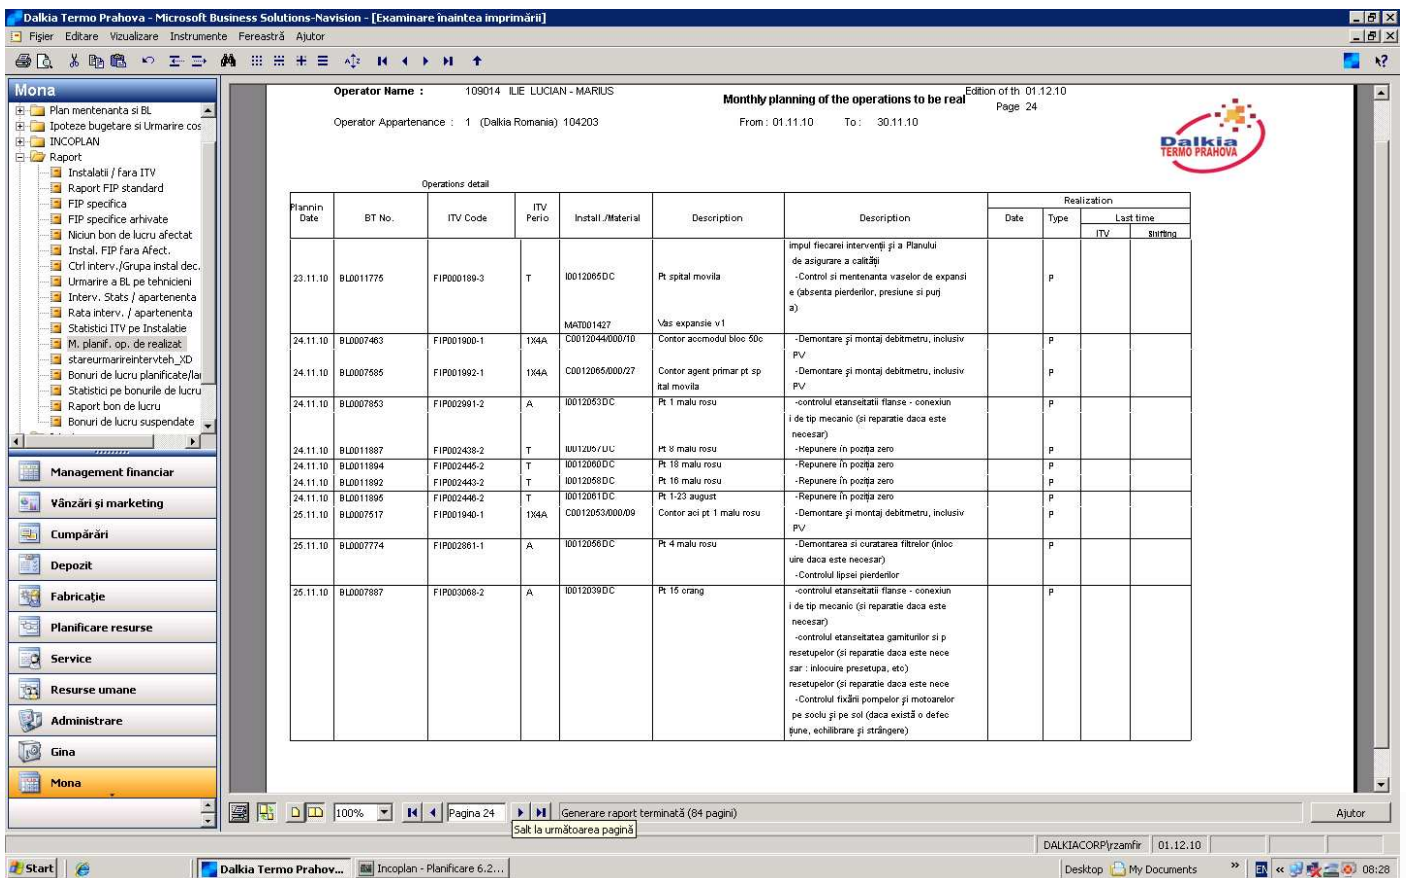 Dalkia Termo Prahova - Microsoft Business Solutions-Navision - [Examinare înaintea imprimării]
Fișier Editare Vizualizare Instrumente Fereastră Ajutor
Mona
Plan mentenanta si BL
Ipoteze bugetare si Urmarire cos
INCOPLAN
Raport
Instalatii / fara ITV
Raport FIP standard
FIP specifica
FIP specifice arhivate
Niciun bon de lucru afectat
Instal. FIP fara Afect.
Ctrl interv./Grupa instal dec.
Urmarire a BL pe tehnicieni
Interv. Stats / apartenenta
Rata interv. / apartenenta
Statistici ITV pe Instalatie
M. planif. op. de realizat
stareurmarireintervteh_XD
Bonuri de lucru planificate/lan
Statistici pe bonurile de lucru
Raport bon de lucru
Bonuri de lucru suspendate
Management financiar
Vânzări și marketing
Cumpărări
Depozit
Fabricație
Planificare resurse
Service
Resurse umane
Administrare
Gina
Mona
Operator Name : 109014 ILIE LUCIAN - MARIUS
Monthly planning of the operations to be real
Edition of th 01.12.10
Page 24
Operator Appartenance : 1 (Dalkia Romania) 104203
From : 01.11.10 To : 30.11.10
Dalkia
TERMO PRAHOVA
Operations detail
Plannin Date BT No. ITV Code ITV Perio Install./Material Description Description Realization
Date Type Last time
ITV Shifting
impul fiecarei intervenții și a Planului
de asigurare a calității
23.11.10 BL0011775 FIP000189-3 T I0012065DC Pt spital movila -Control si mentenanta vaselor de expansi P
e (absenta pierderilor, presiune si purj
a)
MAT001427 Vas expansie v1
24.11.10 BL0007463 FIP001900-1 1X4A C0012044/000/10 Contor accmodul bloc 50c -Demontare și montaj debitmetru, inclusiv P
PV
24.11.10 BL0007585 FIP001992-1 1X4A C0012065/000/27 Contor agent primar pt sp -Demontare și montaj debitmetru, inclusiv P
ital movila PV
24.11.10 BL0007853 FIP002991-2 A I0012053DC Pt 1 malu rosu -controlul etanseitatii flanse - conexiun P
i de tip mecanic (si reparatie daca este
necesar)
24.11.10 BL0011887 FIP002438-2 T I0012057DC Pt 8 malu rosu -Repunere în poziția zero P
24.11.10 BL0011894 FIP002445-2 T I0012060DC Pt 18 malu rosu -Repunere în poziția zero P
24.11.10 BL0011892 FIP002443-2 T I0012058DC Pt 16 malu rosu -Repunere în poziția zero P
24.11.10 BL0011895 FIP002446-2 T I0012061DC Pt 1-23 august -Repunere în poziția zero P
25.11.10 BL0007517 FIP001940-1 1X4A C0012053/000/09 Contor aci pt 1 malu rosu -Demontare și montaj debitmetru, inclusiv P
PV
25.11.10 BL0007774 FIP002861-1 A I0012056DC Pt 4 malu rosu -Demontarea si curatarea filtrelor (inloc P
uire daca este necesar)
-Controlul lipsei pierderilor
25.11.10 BL0007887 FIP003068-2 A I0012039DC Pt 15 crang -controlul etanseitatii flanse - conexiun P
i de tip mecanic (si reparatie daca este
necesar)
-controlul etanseitatea garniturilor si p
resetupelor (si reparatie daca este nece
sar : inlocuire presetupa, etc)
resetupelor (si reparatie daca este nece
-Controlul fixării pompelor și motoarelor
pe soclu și pe sol (daca există o defec
țiune, echilibrare și strângere)
100% Pagina 24 Generare raport terminată (84 pagini) Ajutor
Salt la următoarea pagină
DALKIACORP\rzamfir 01.12.10
Start Dalkia Termo Prahov... Incoplan - Planificare 6.2... Desktop My Documents » EN « 08:28